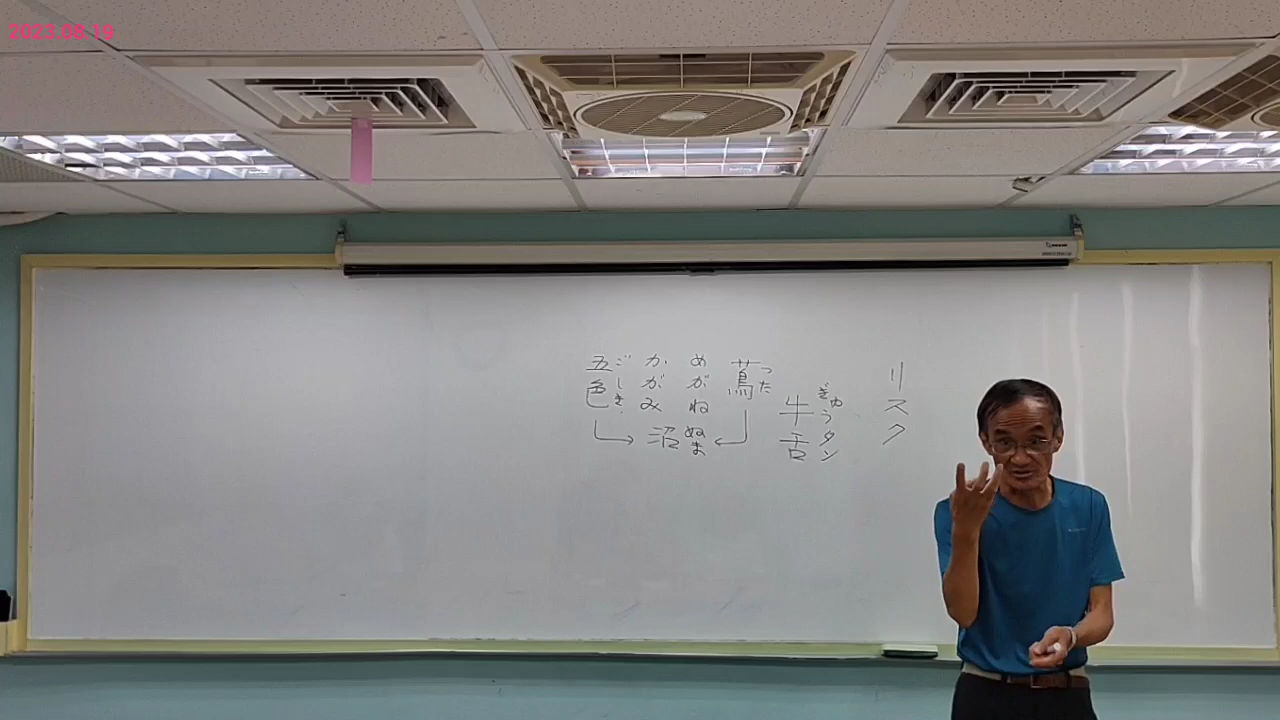 2023.08.19
リスク
ぎゅうタン
牛舌
つた
蔦
めがね
ぬま
かがみ
沼
ごしき
五色